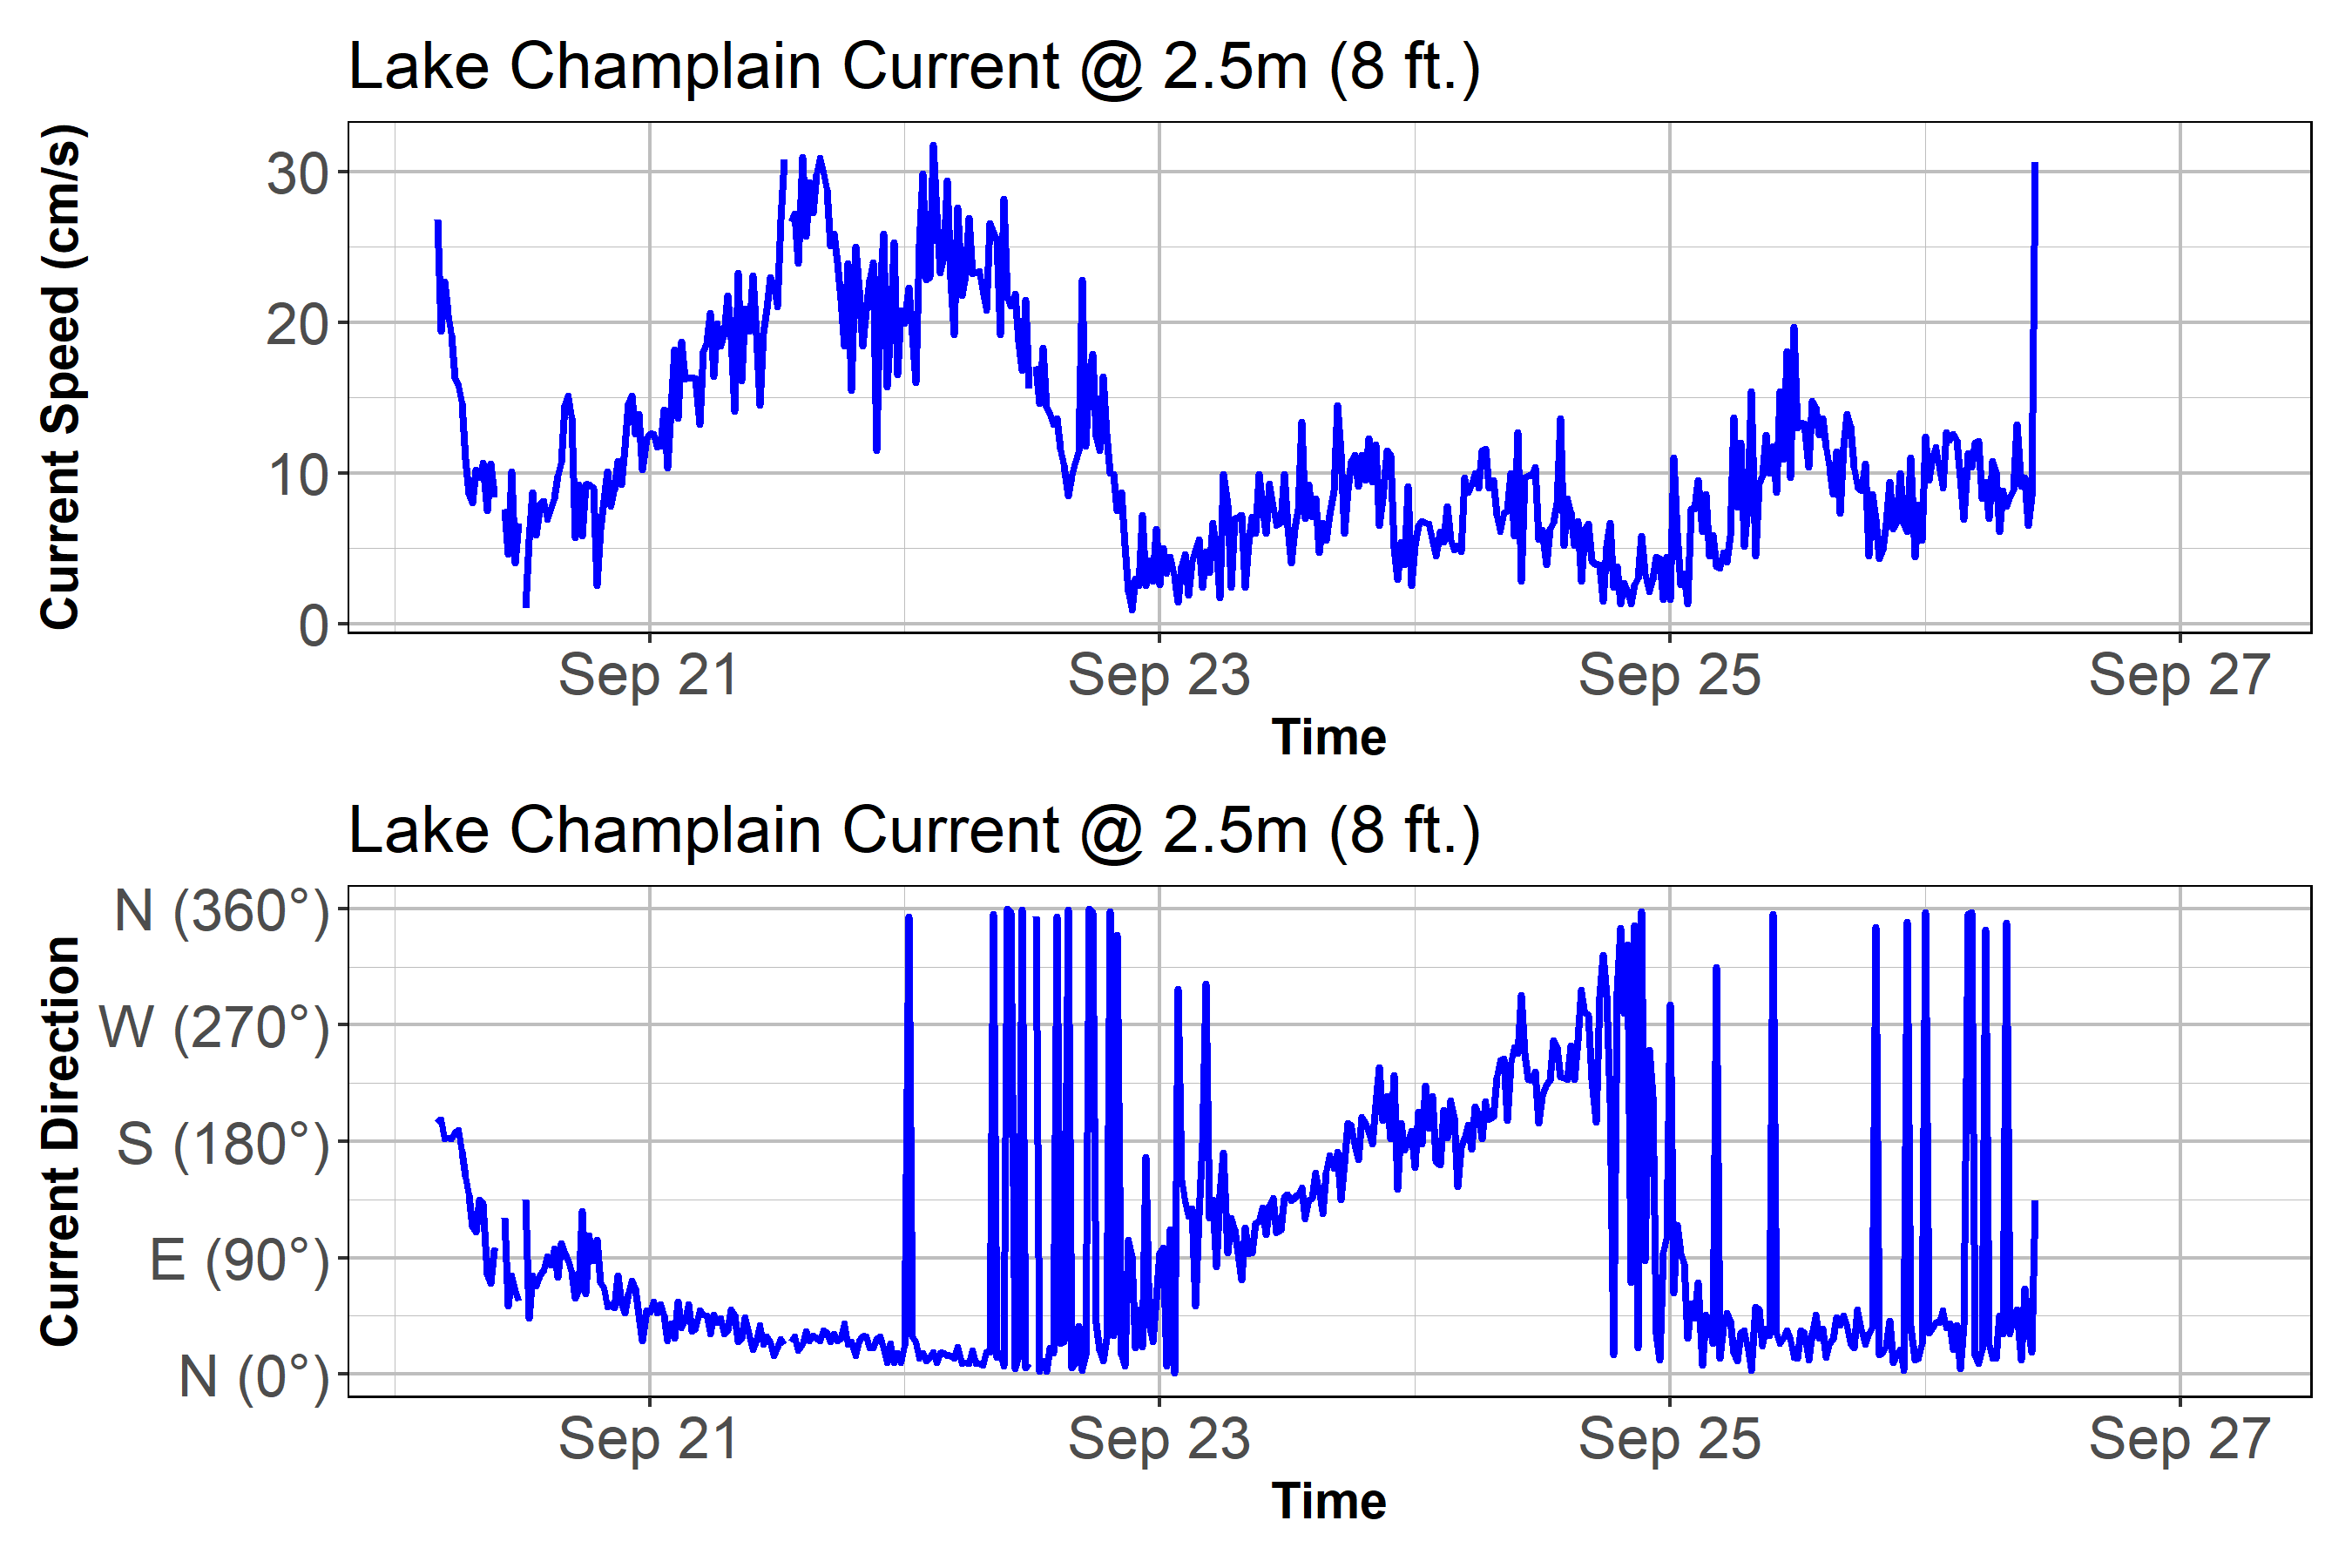 Lake Champlain Current @ 2.5m (8 ft.)
Current Speed (cm/s)
30
20
10
0
Sep 21 Sep 23 Sep 25 Sep 27
Time
Lake Champlain Current @ 2.5m (8 ft.)
Current Direction
N (360°)
W (270°)
S (180°)
E (90°)
N (0°)
Sep 21 Sep 23 Sep 25 Sep 27
Time